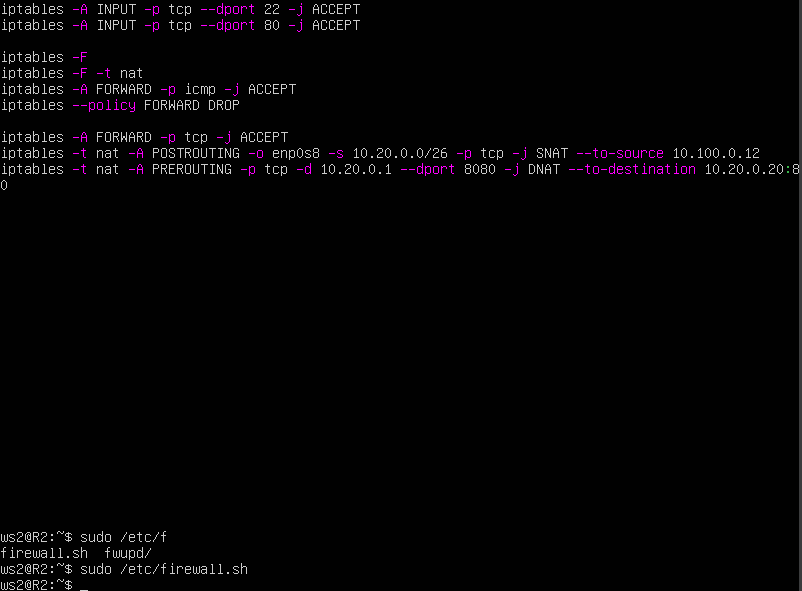 iptables -A INPUT -p tcp --dport 22 -j ACCEPT
iptables -A INPUT -p tcp --dport 80 -j ACCEPT
iptables -F
iptables -F -t nat
iptables -A FORWARD -p icmp -j ACCEPT
iptables --policy FORWARD DROP
iptables -A FORWARD -p tcp -j ACCEPT
iptables -t nat -A POSTROUTING -o enp0s8 -s 10.20.0.0/26 -p tcp -j SNAT --to-source 10.100.0.12
iptables -t nat -A PREROUTING -p tcp -d 10.20.0.1 --dport 8080 -j DNAT --to-destination 10.20.0.20:8
0
ws2@R2:~$ sudo /etc/f
firewall.sh  fwupd/
ws2@R2:~$ sudo /etc/firewall.sh
ws2@R2:~$ _